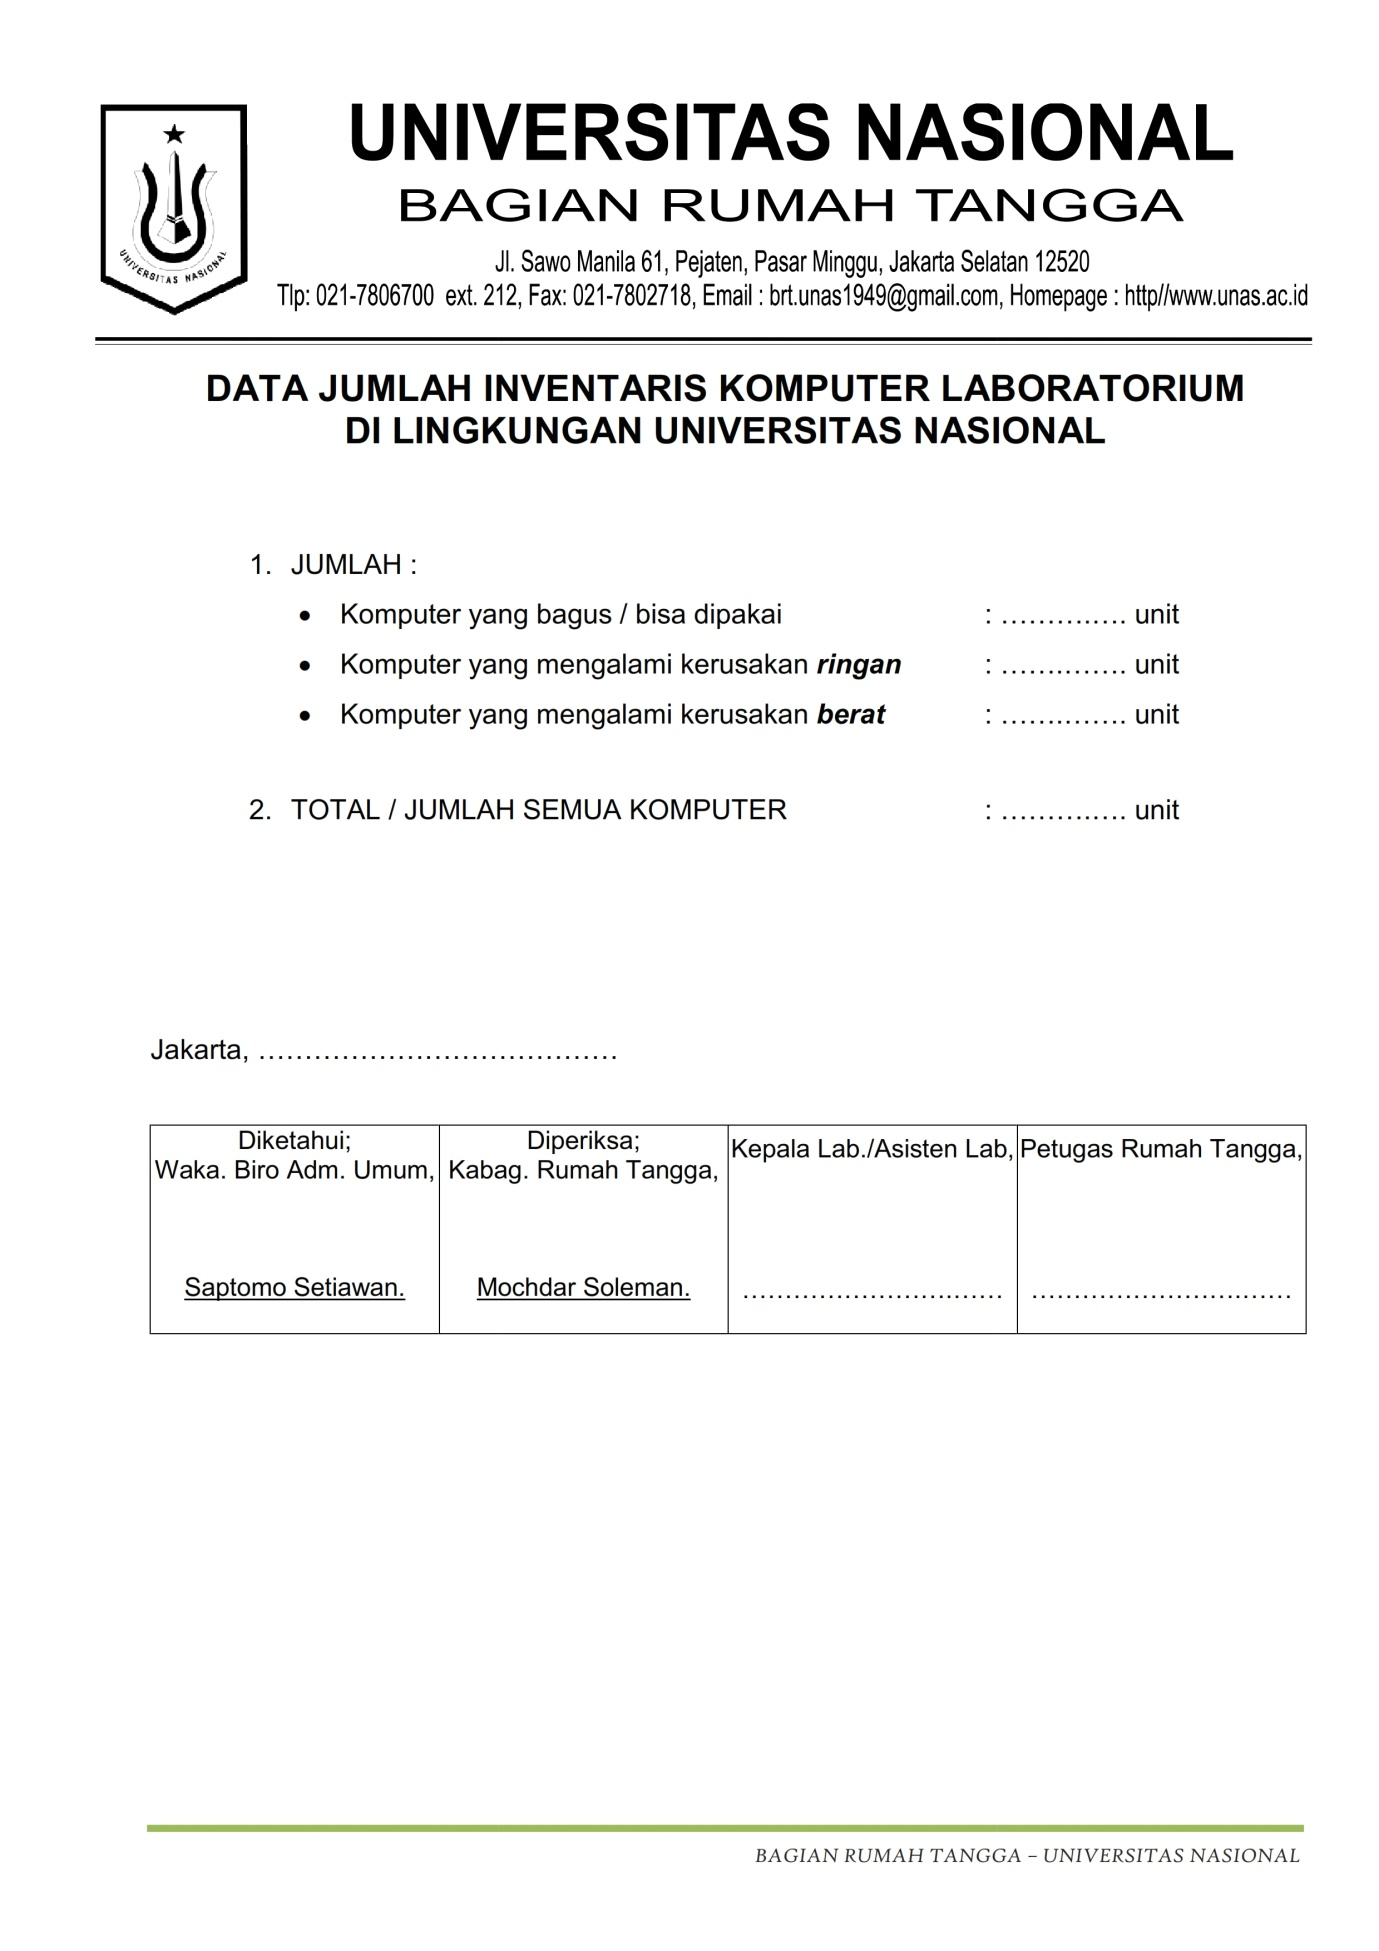 UNIVERSITAS NASIONAL
BAGIAN RUMAH TANGGA
Jl. Sawo Manila 61, Pejaten, Pasar Minggu, Jakarta Selatan 12520
Tlp: 021-7806700 ext. 212, Fax: 021-7802718, Email : brt.unas1949@gmail.com, Homepage : http//www.unas.ac.id
UNIVERSITAS NASIONAL
DATA JUMLAH INVENTARIS KOMPUTER LABORATORIUM
DI LINGKUNGAN UNIVERSITAS NASIONAL
1. JUMLAH :
• Komputer yang bagus / bisa dipakai : ………….. unit
• Komputer yang mengalami kerusakan ringan : ………….. unit
• Komputer yang mengalami kerusakan berat : ………….. unit
2. TOTAL / JUMLAH SEMUA KOMPUTER : ………….. unit
Jakarta, …………………………………
Diketahui;
Waka. Biro Adm. Umum,
Saptomo Setiawan.
Diperiksa;
Kabag. Rumah Tangga,
Mochdar Soleman.
Kepala Lab./Asisten Lab,
…………………………
Petugas Rumah Tangga,
…………………………
BAGIAN RUMAH TANGGA – UNIVERSITAS NASIONAL